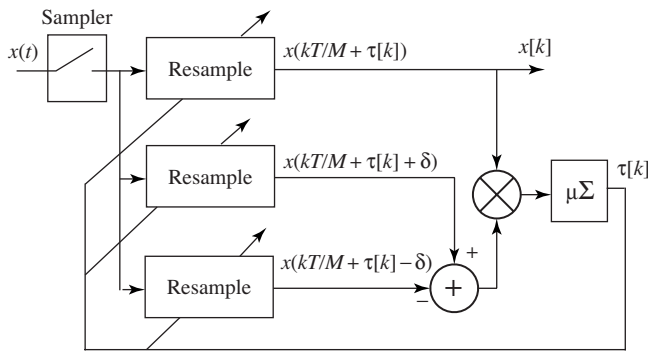 Sampler
x(t)
Resample
x(kT/M + τ[k])
x[k]
Resample
x(kT/M + τ[k] + δ)
μΣ
τ[k]
Resample
x(kT/M + τ[k] − δ)
+
+
−